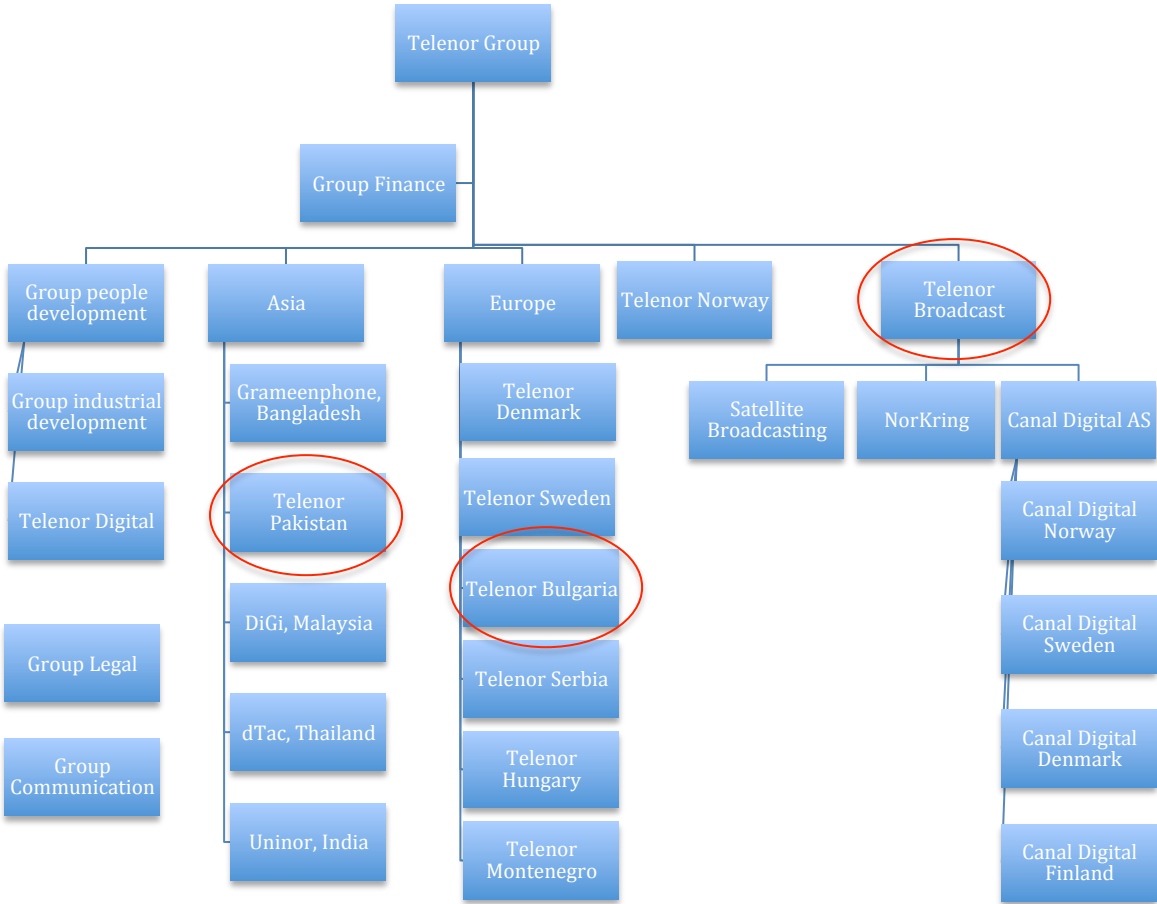 Telenor Group
Group Finance
Group people
development
Asia
Europe
Telenor Norway
Telenor
Broadcast
Group industrial
development
Telenor Digital
Group Legal
Group
Communication
Grameenphone,
Bangladesh
Telenor
Pakistan
DiGi, Malaysia
dTac, Thailand
Uninor, India
Telenor
Denmark
Telenor Sweden
Telenor Bulgaria
Telenor Serbia
Telenor
Hungary
Telenor
Montenegro
Satellite
Broadcasting
NorKring
Canal Digital AS
Canal Digital
Norway
Canal Digital
Sweden
Canal Digital
Denmark
Canal Digital
Finland